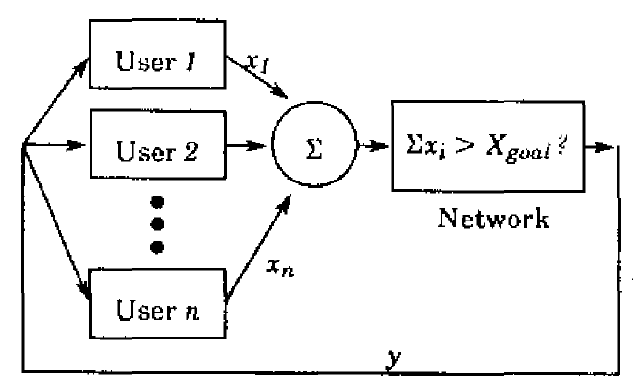 User 1
x1
User 2
Σ
Σxi > Xgoal?
Network
xn
User n
y